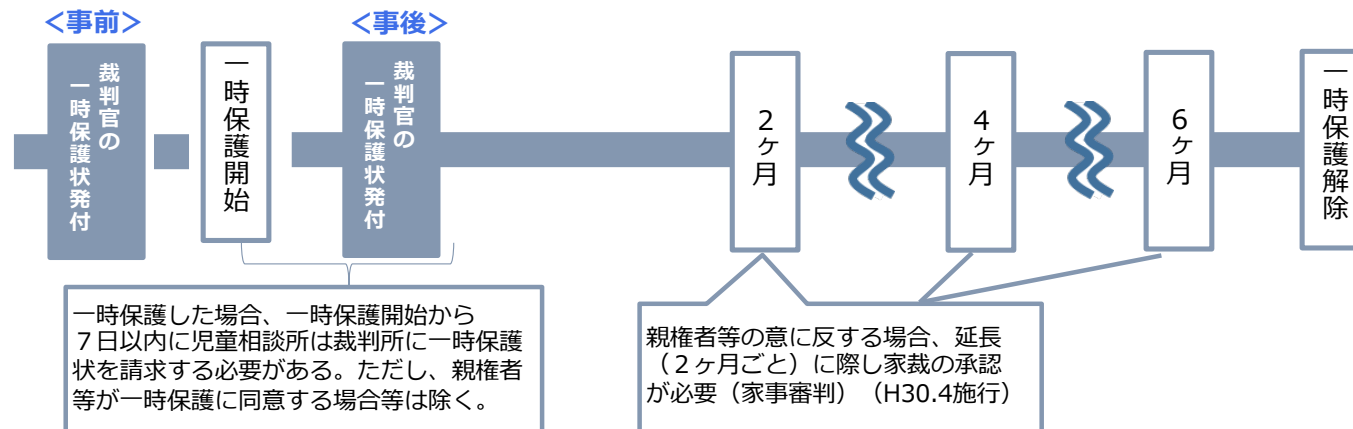 ＜事前＞
裁判官の
一時保護状発付
一時保護開始
＜事後＞
裁判官の
一時保護状発付
２ヶ月
４ヶ月
６ヶ月
一時保護解除
一時保護した場合、一時保護開始から
７日以内に児童相談所は裁判所に一時保護
状を請求する必要がある。ただし、親権者
等が一時保護に同意する場合等は除く。
親権者等の意に反する場合、延長
（２ヶ月ごと）に際し家裁の承認
が必要（家事審判）（H30.4施行）